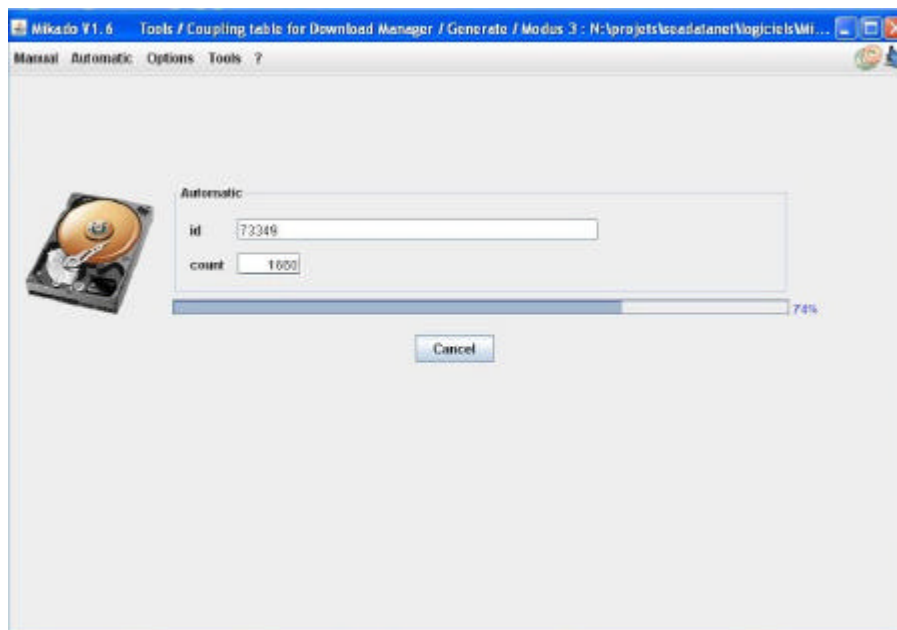 Mikado V1.6 Tools / Coupling table for Download Manager / Generate / Modus 3 : N:\projets\seadatanet\logiciels\Mi...
Manual Automatic Options Tools ?
Automatic
id 73349
count 1660
74%
Cancel